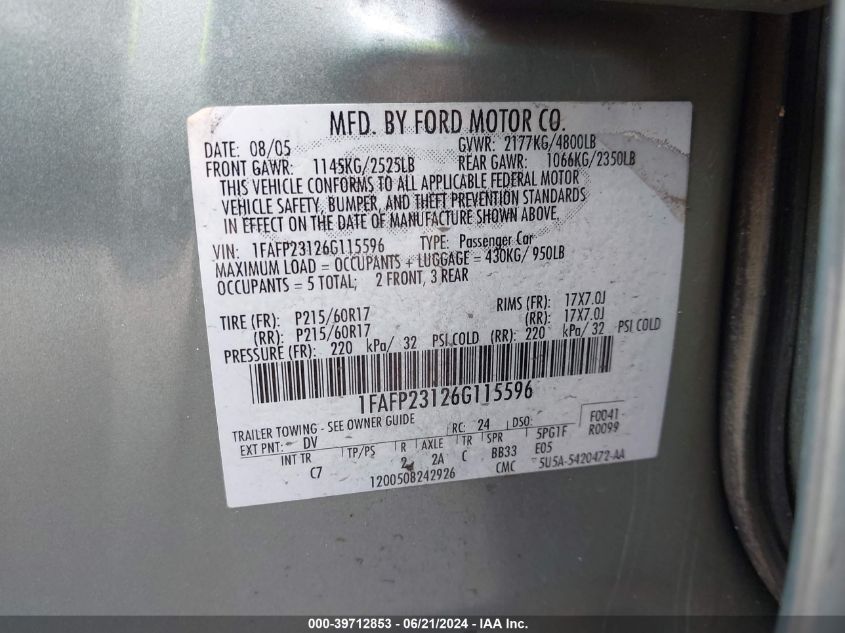 MFD. BY FORD MOTOR CO.
DATE: 08/05 GVWR: 2177KG/4800LB
FRONT GAWR: 1145KG/2525LB REAR GAWR: 1066KG/2350LB
THIS VEHICLE CONFORMS TO ALL APPLICABLE FEDERAL MOTOR
VEHICLE SAFETY, BUMPER, AND THEFT PREVENTION STANDARDS
IN EFFECT ON THE DATE OF MANUFACTURE SHOWN ABOVE.
VIN: 1FAFP23126G115596 TYPE: Passenger Car
MAXIMUM LOAD = OCCUPANTS + LUGGAGE = 430KG/ 950LB
OCCUPANTS = 5 TOTAL; 2 FRONT, 3 REAR
TIRE (FR): P215/60R17 RIMS (FR): 17X7.0J
(RR): P215/60R17 (RR): 17X7.0J
PRESSURE (FR): 220 kPa/ 32 PSI COLD (RR): 220 kPa/ 32 PSI COLD
1FAFP23126G115596
TRAILER TOWING - SEE OWNER GUIDE
EXT PNT: DV RC: 24 DSO: F0041-
R0099
INT TR TP/PS R AXLE TR SPR 5PG1F
C7 2 2A C BB33 E05
1200508242926 CMC 5U5A-5420472-AA
000-39712853 - 06/21/2024 - IAA Inc.